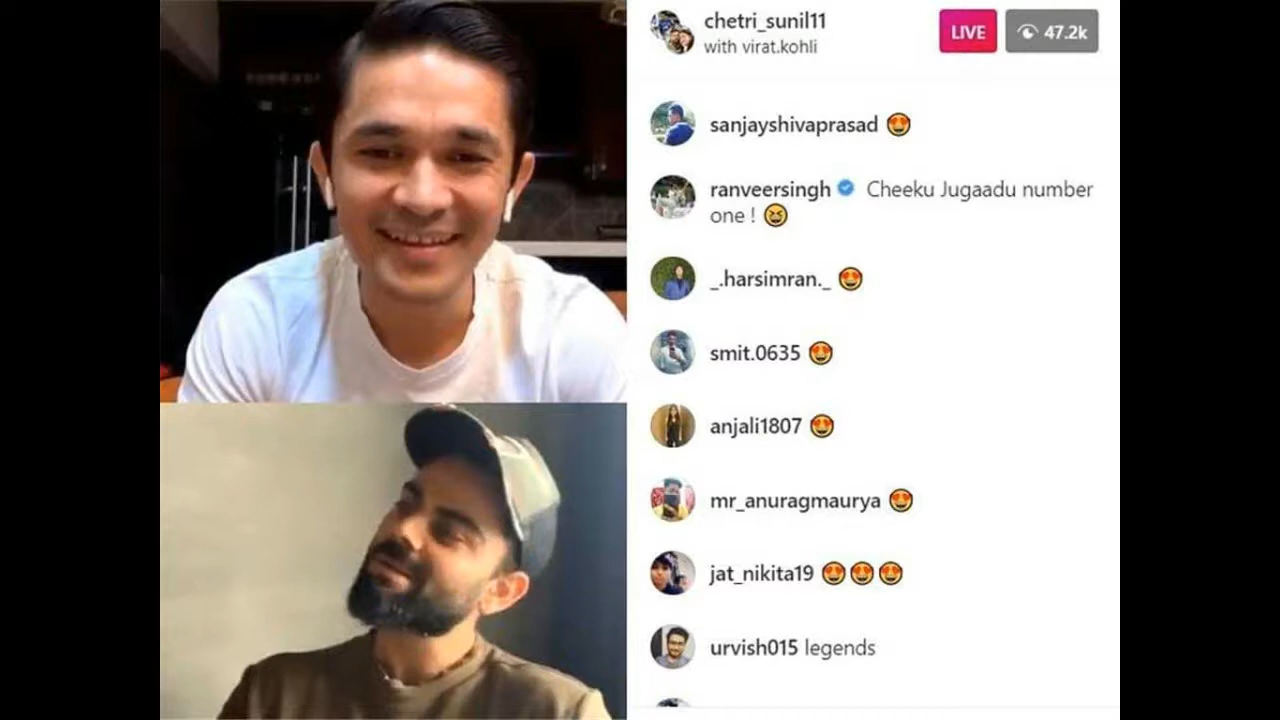 chetri_sunil11
with virat.kohli
LIVE
47.2k
sanjayshivaprasad 😍
ranveersingh Cheeku Jugaadu number
one ! 😆
_.harsimran._ 😍
smit.0635 😍
anjali1807 😍
mr_anuragmaurya 😍
jat_nikita19 😍😍😍
urvish015 legends